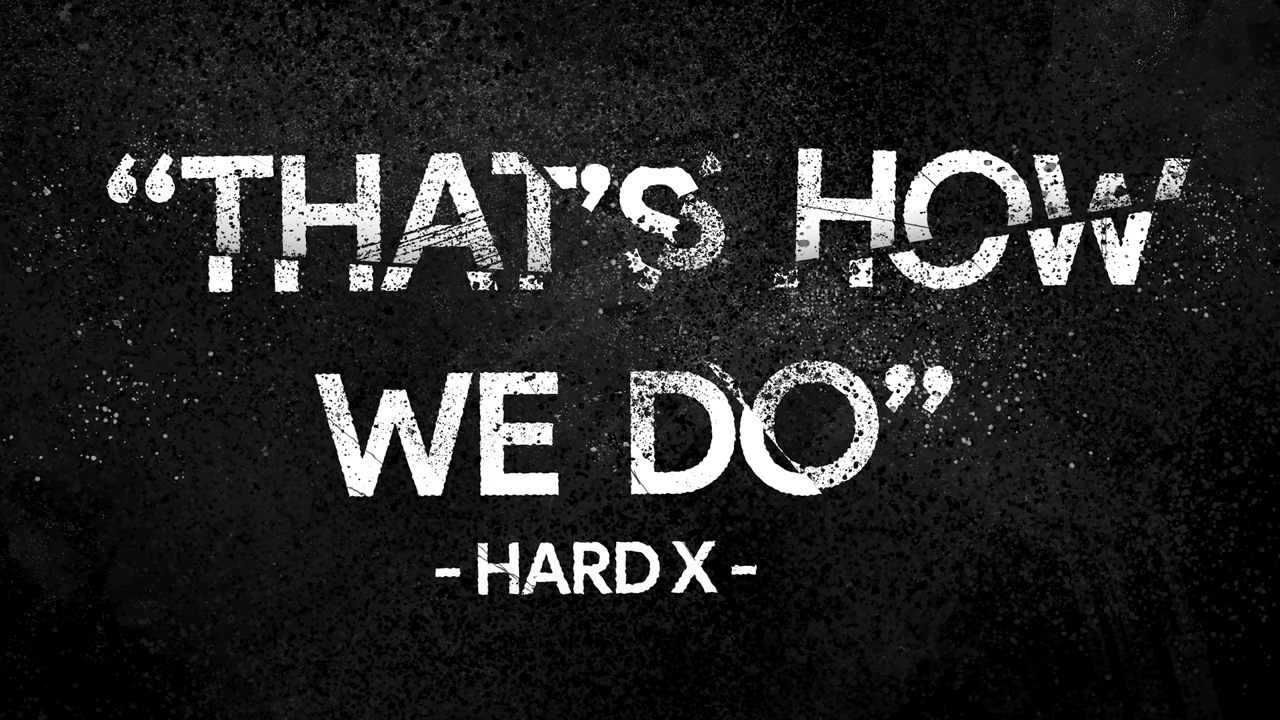 “THAT’S HOW
WE DO”
- HARD X -